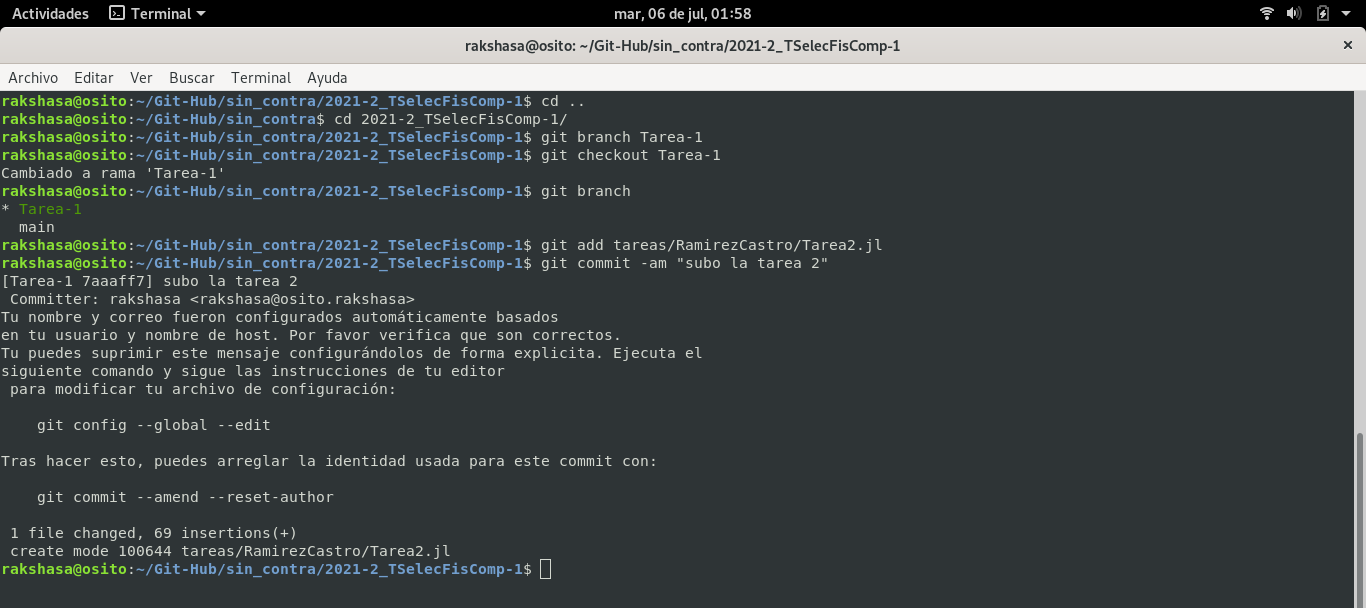 Actividades Terminal mar, 06 de jul, 01:58
rakshasa@osito: ~/Git-Hub/sin_contra/2021-2_TSelecFisComp-1 ×
Archivo Editar Ver Buscar Terminal Ayuda
rakshasa@osito:~/Git-Hub/sin_contra/2021-2_TSelecFisComp-1$ cd ..
rakshasa@osito:~/Git-Hub/sin_contra$ cd 2021-2_TSelecFisComp-1/
rakshasa@osito:~/Git-Hub/sin_contra/2021-2_TSelecFisComp-1$ git branch Tarea-1
rakshasa@osito:~/Git-Hub/sin_contra/2021-2_TSelecFisComp-1$ git checkout Tarea-1
Cambiado a rama 'Tarea-1'
rakshasa@osito:~/Git-Hub/sin_contra/2021-2_TSelecFisComp-1$ git branch
* Tarea-1
  main
rakshasa@osito:~/Git-Hub/sin_contra/2021-2_TSelecFisComp-1$ git add tareas/RamirezCastro/Tarea2.jl
rakshasa@osito:~/Git-Hub/sin_contra/2021-2_TSelecFisComp-1$ git commit -am "subo la tarea 2"
[Tarea-1 7aaaff7] subo la tarea 2
 Committer: rakshasa <rakshasa@osito.rakshasa>
Tu nombre y correo fueron configurados automáticamente basados
en tu usuario y nombre de host. Por favor verifica que son correctos.
Tu puedes suprimir este mensaje configurándolos de forma explicita. Ejecuta el
siguiente comando y sigue las instrucciones de tu editor
 para modificar tu archivo de configuración:
    git config --global --edit
Tras hacer esto, puedes arreglar la identidad usada para este commit con:
    git commit --amend --reset-author
 1 file changed, 69 insertions(+)
 create mode 100644 tareas/RamirezCastro/Tarea2.jl
rakshasa@osito:~/Git-Hub/sin_contra/2021-2_TSelecFisComp-1$